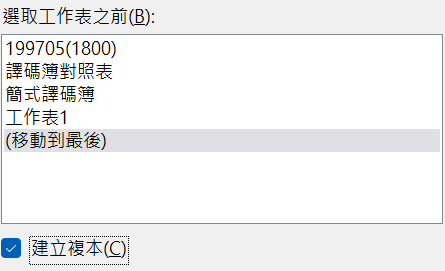 選取工作表之前(B):
199705(1800)
譯碼簿對照表
簡式譯碼簿
工作表1
(移動到最後)
建立複本(C)